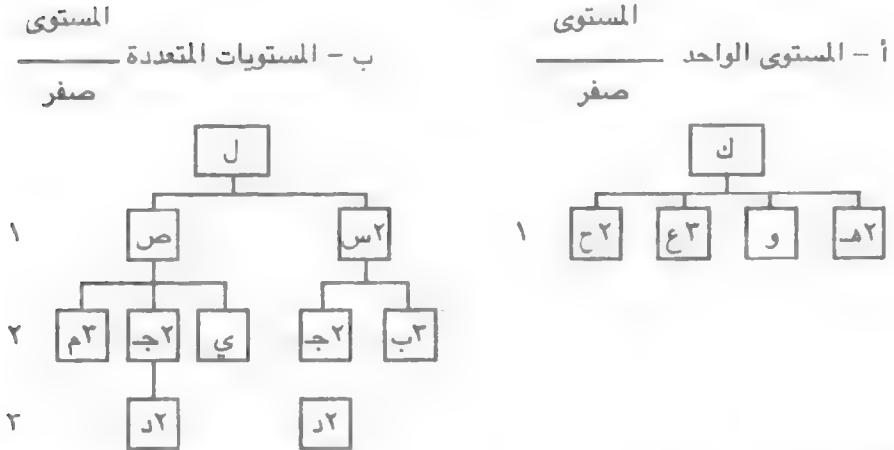 المستوى
أ – المستوى الواحد
صفر
ك
١ ٢هـ و ٣ع ٢ح
المستوى
ب – المستويات المتعددة
صفر
ل
٢س ص ١
٣ب ٢جـ ي ٢جـ ٣م ٢
٢د ٢د ٣